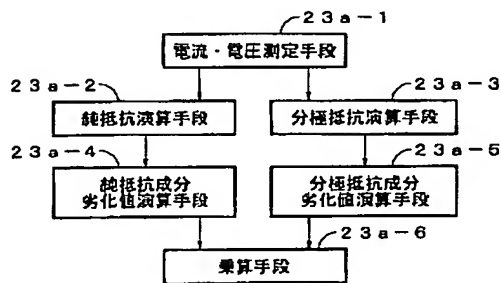 23a-1
電流・電圧測定手段
23a-2
23a-3
純抵抗演算手段
分極抵抗演算手段
23a-4
23a-5
純抵抗成分
劣化値演算手段
分極抵抗成分
劣化値演算手段
23a-6
乗算手段